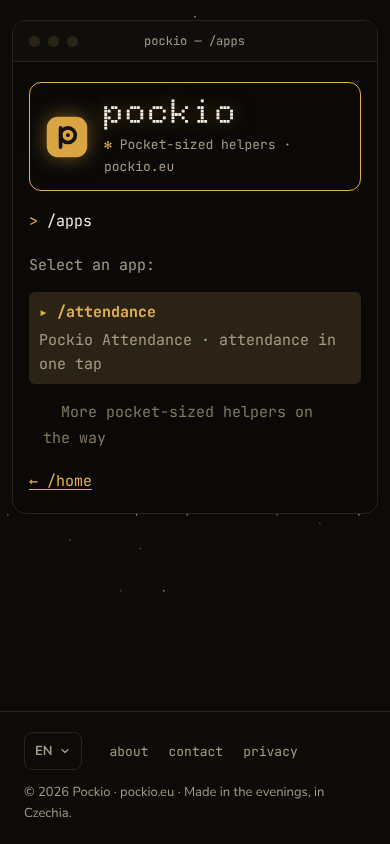 pockio — /apps
pockio
✻ Pocket-sized helpers ·
pockio.eu
> /apps
Select an app:
▸ /attendance
Pockio Attendance · attendance in
one tap
More pocket-sized helpers on
the way
← /home
EN
about contact privacy
© 2026 Pockio · pockio.eu · Made in the evenings, in
Czechia.